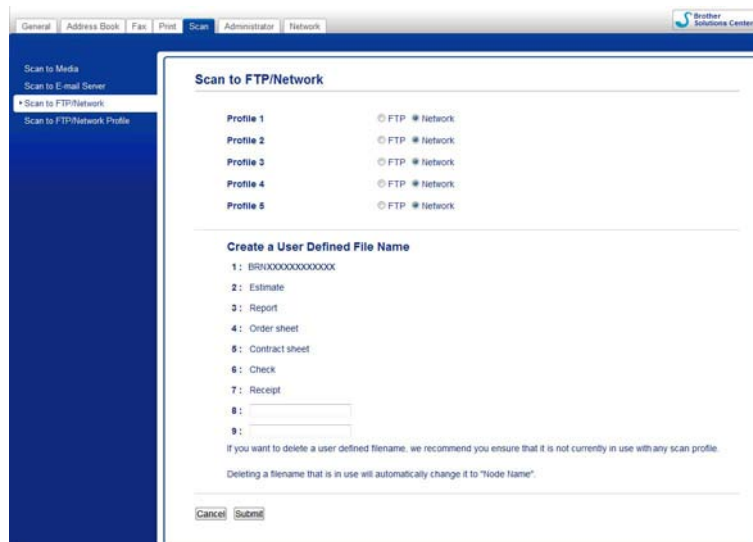 General Address Book Fax Print Scan Administrator Network
Brother
Solutions Center
Scan to Media
Scan to E-mail Server
Scan to FTP/Network
Scan to FTP/Network Profile
Scan to FTP/Network
Profile 1 FTP Network
Profile 2 FTP Network
Profile 3 FTP Network
Profile 4 FTP Network
Profile 5 FTP Network
Create a User Defined File Name
1 : BRNXXXXXXXXXXXX
2 : Estimate
3 : Report
4 : Order sheet
5 : Contract sheet
6 : Check
7 : Receipt
8 :
9 :
If you want to delete a user defined filename, we recommend you ensure that it is not currently in use with any scan profile.
Deleting a filename that is in use will automatically change it to "Node Name".
Cancel Submit